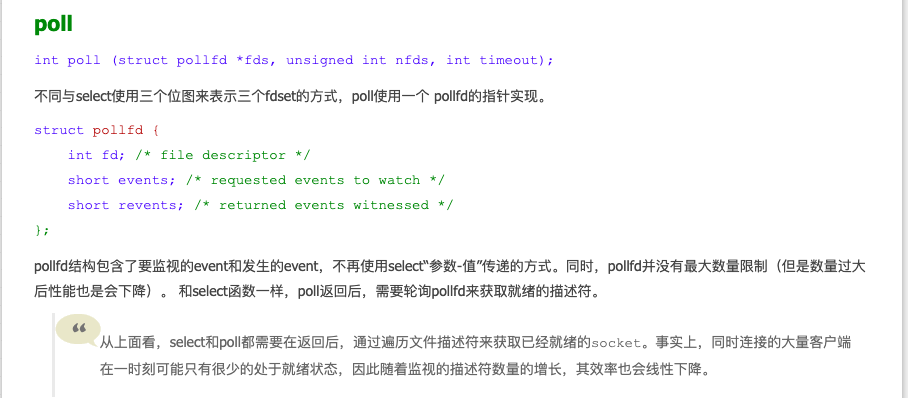 poll
int poll (struct pollfd *fds, unsigned int nfds, int timeout);
不同与select使用三个位图来表示三个fdset的方式，poll使用一个 pollfd的指针实现。
struct pollfd {
    int fd; /* file descriptor */
    short events; /* requested events to watch */
    short revents; /* returned events witnessed */
};
pollfd结构包含了要监视的event和发生的event，不再使用select“参数-值”传递的方式。同时，pollfd并没有最大数量限制（但是数量过大
后性能也是会下降）。 和select函数一样，poll返回后，需要轮询pollfd来获取就绪的描述符。
“
从上面看，select和poll都需要在返回后，通过遍历文件描述符来获取已经就绪的socket。事实上，同时连接的大量客户端
在一时刻可能只有很少的处于就绪状态，因此随着监视的描述符数量的增长，其效率也会线性下降。